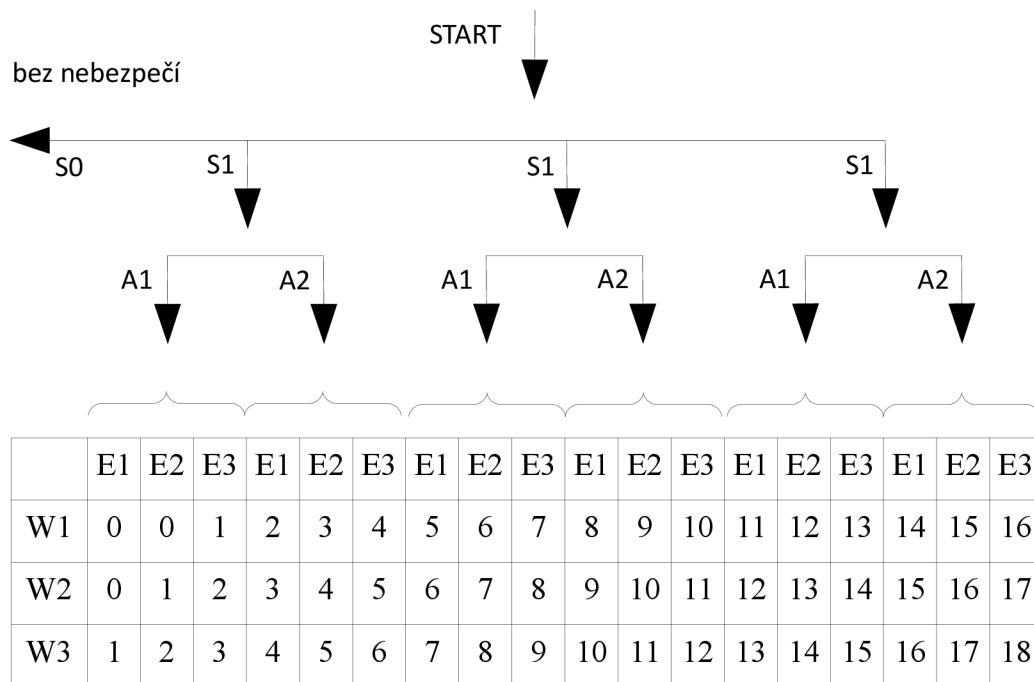 START
bez nebezpečí
S0 S1 S1 S1
A1 A2 A1 A2 A1 A2
E1 E2 E3 E1 E2 E3 E1 E2 E3 E1 E2 E3 E1 E2 E3 E1 E2 E3
W1 0 0 1 2 3 4 5 6 7 8 9 10 11 12 13 14 15 16
W2 0 1 2 3 4 5 6 7 8 9 10 11 12 13 14 15 16 17
W3 1 2 3 4 5 6 7 8 9 10 11 12 13 14 15 16 17 18